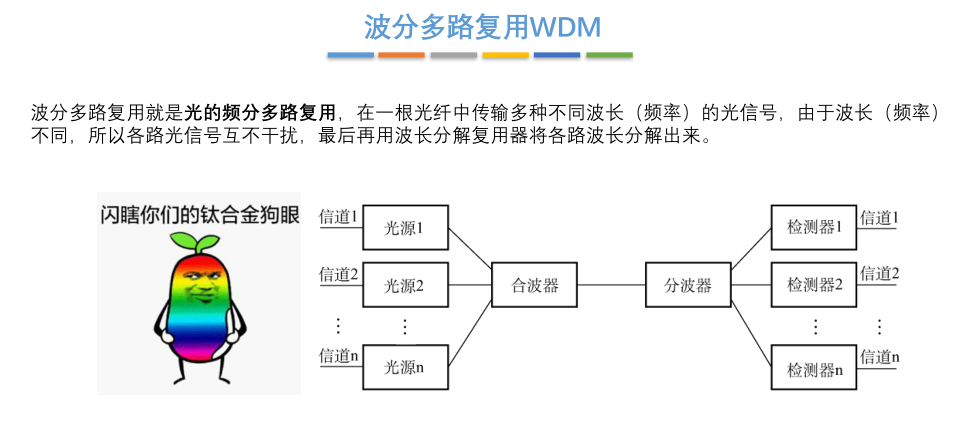 波分多路复用WDM
波分多路复用就是光的频分多路复用，在一根光纤中传输多种不同波长（频率）的光信号，由于波长（频率）
不同，所以各路光信号互不干扰，最后再用波长分解复用器将各路波长分解出来。
闪瞎你们的钛合金狗眼
信道1
光源1
检测器1
信道1
信道2
光源2
合波器
分波器
检测器2
信道2
⋮
⋮
⋮
⋮
信道n
光源n
检测器n
信道n